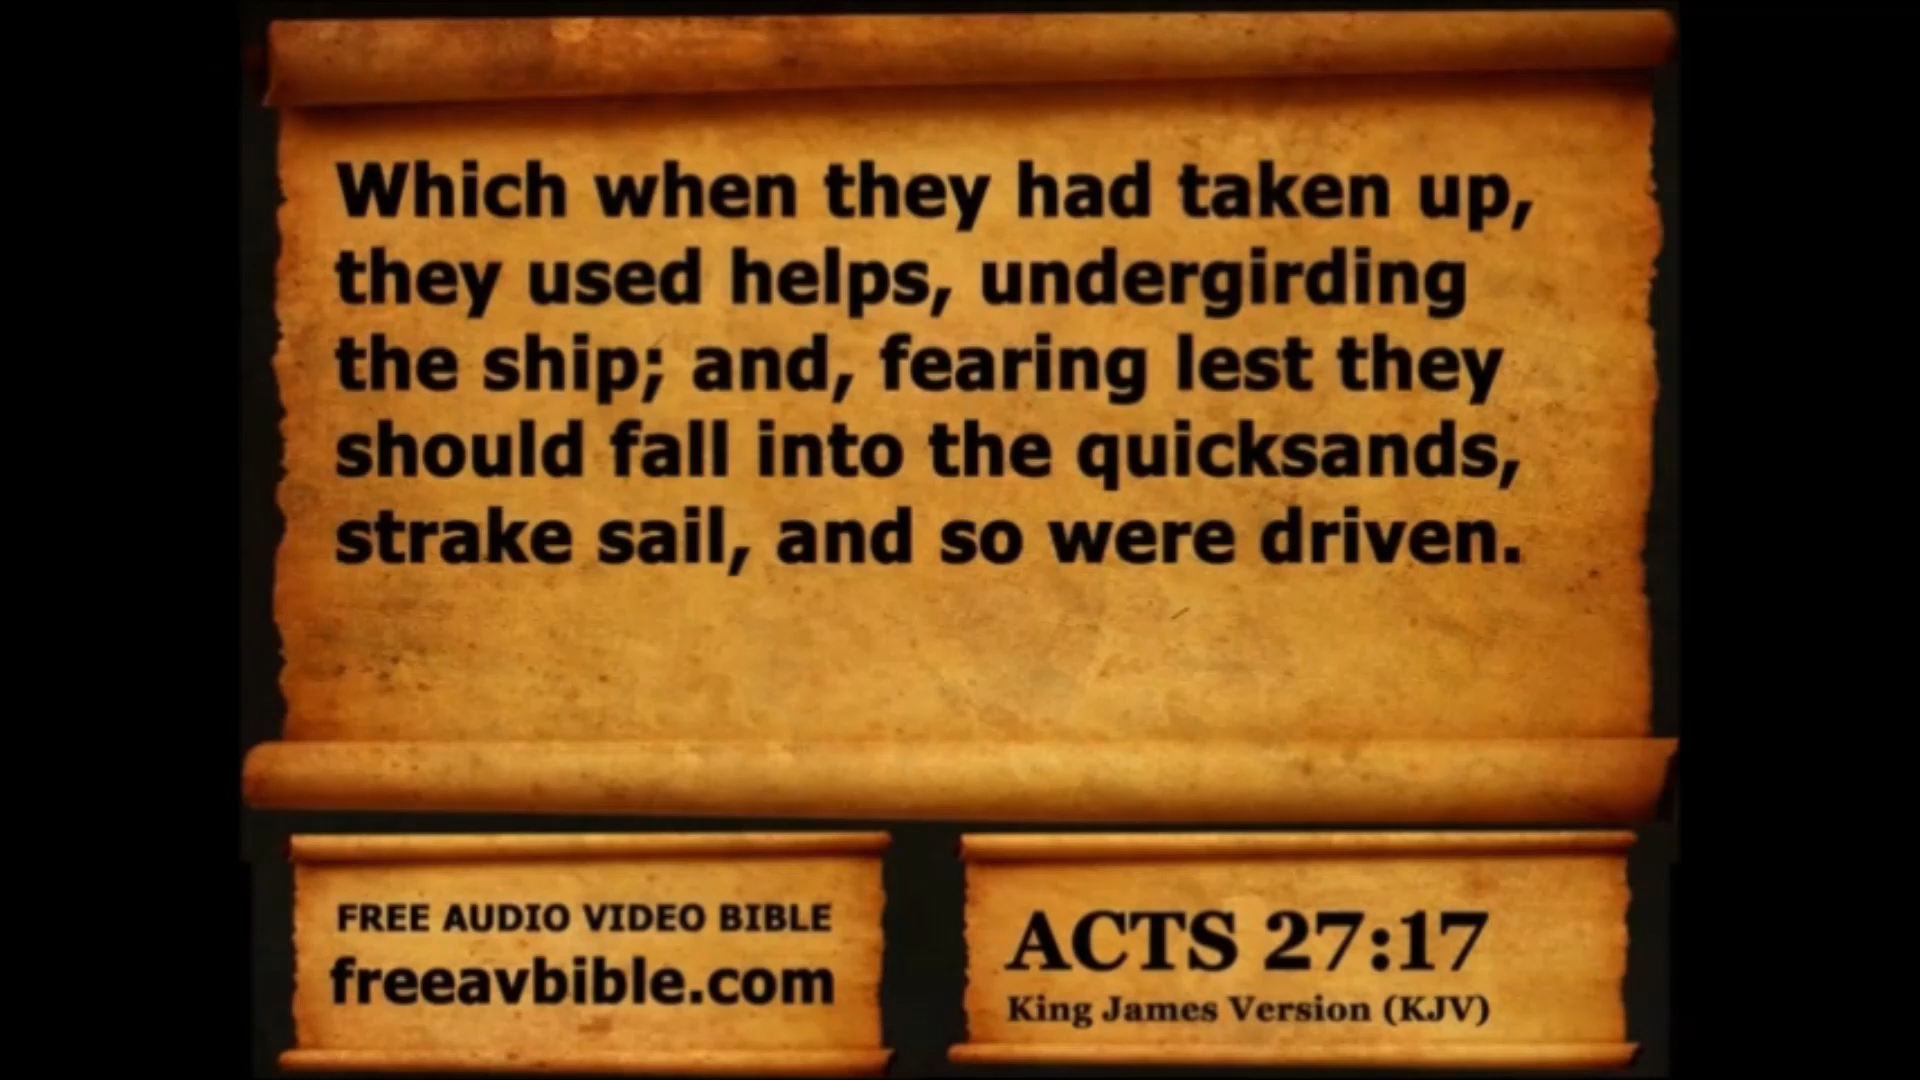 Which when they had taken up,
they used helps, undergirding
the ship; and, fearing lest they
should fall into the quicksands,
strake sail, and so were driven.
FREE AUDIO VIDEO BIBLE
freeavbible.com
ACTS 27:17
King James Version (KJV)